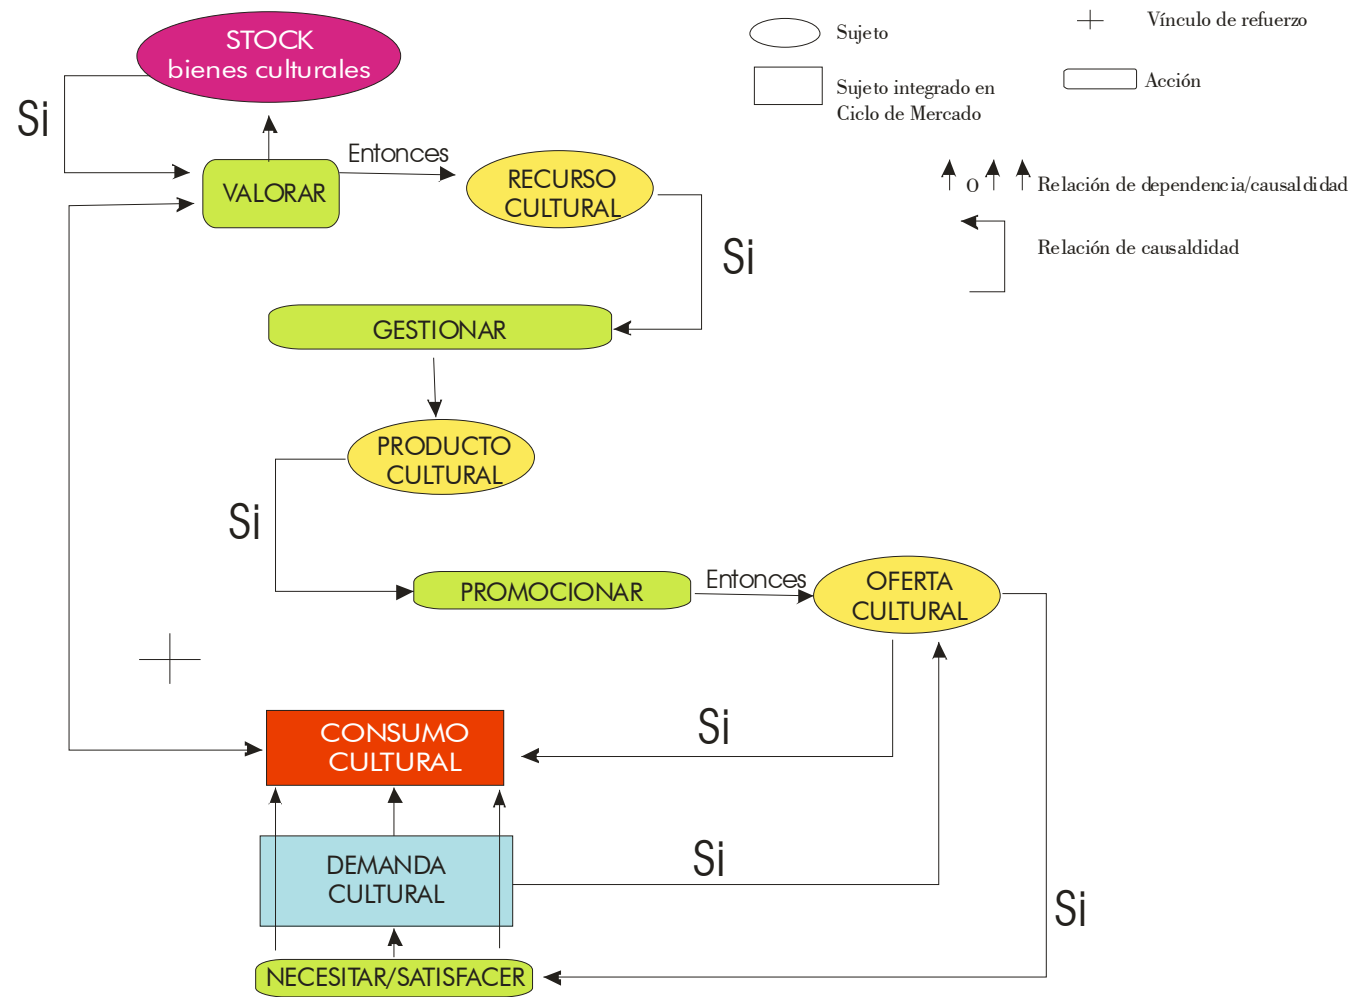 STOCK
bienes culturales
Si
VALORAR
Entonces
RECURSO
CULTURAL
Si
GESTIONAR
PRODUCTO
CULTURAL
Si
PROMOCIONAR
Entonces
OFERTA
CULTURAL
CONSUMO
CULTURAL
Si
DEMANDA
CULTURAL
Si
Si
NECESITAR/SATISFACER
Sujeto
Sujeto integrado en
Ciclo de Mercado
Vínculo de refuerzo
Acción
o
Relación de dependencia/causaldidad
Relación de causaldidad